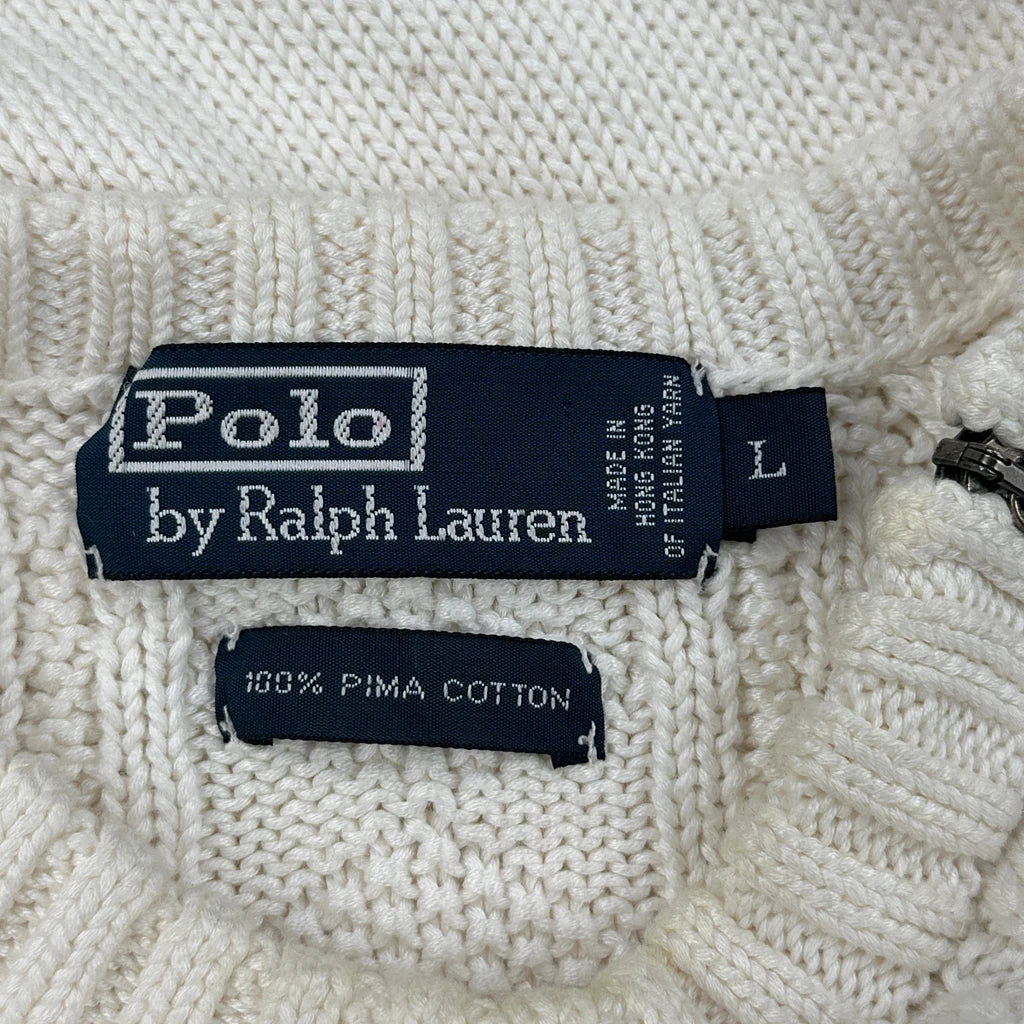 Polo
by Ralph Lauren
MADE IN
HONG KONG
OF ITALIAN YARN
L
100% PIMA COTTON